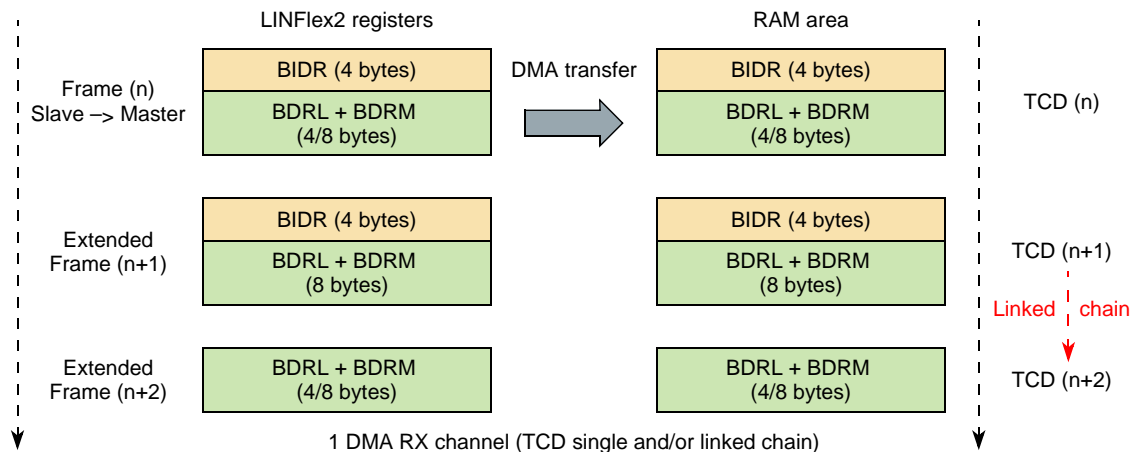 LINFlex2 registers
RAM area
Frame (n)
Slave –> Master
BIDR (4 bytes)
BDRL + BDRM
(4/8 bytes)
DMA transfer
BIDR (4 bytes)
BDRL + BDRM
(4/8 bytes)
TCD (n)
Extended
Frame (n+1)
BIDR (4 bytes)
BDRL + BDRM
(8 bytes)
BIDR (4 bytes)
BDRL + BDRM
(8 bytes)
TCD (n+1)
Linked chain
Extended
Frame (n+2)
BDRL + BDRM
(4/8 bytes)
BDRL + BDRM
(4/8 bytes)
TCD (n+2)
1 DMA RX channel (TCD single and/or linked chain)